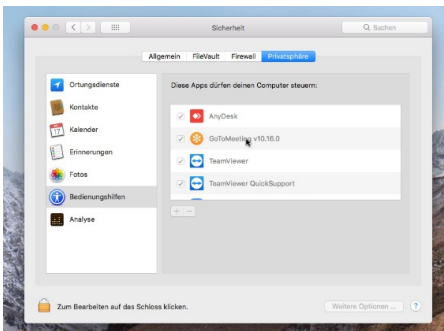 Sicherheit
Suchen
Allgemein FileVault Firewall Privatsphäre
Ortungsdienste
Kontakte
Kalender
Erinnerungen
Fotos
Bedienungshilfen
Analyse
Diese Apps dürfen deinen Computer steuern:
AnyDesk
GoToMeeting v10.16.0
TeamViewer
TeamViewer QuickSupport
+ −
Zum Bearbeiten auf das Schloss klicken.
Weitere Optionen ... ?